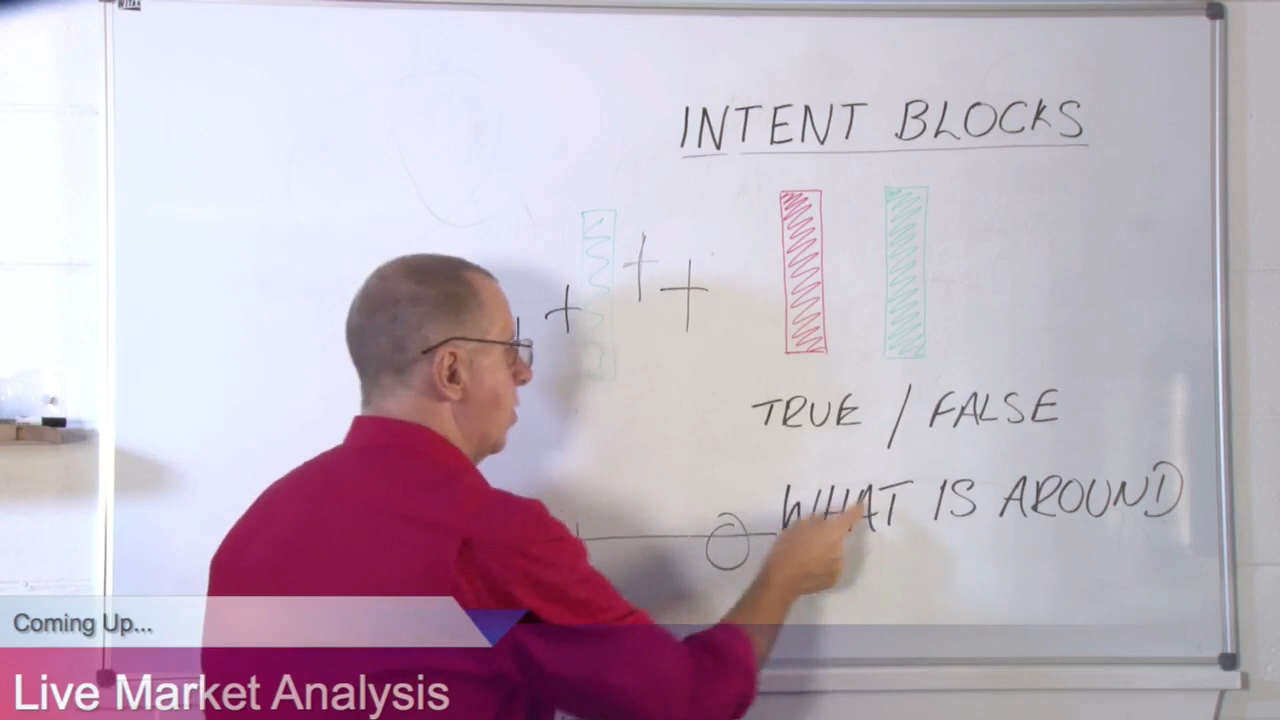 INTENT BLOCKS
TRUE / FALSE
WHAT IS AROUND
Coming Up...
Live Market Analysis